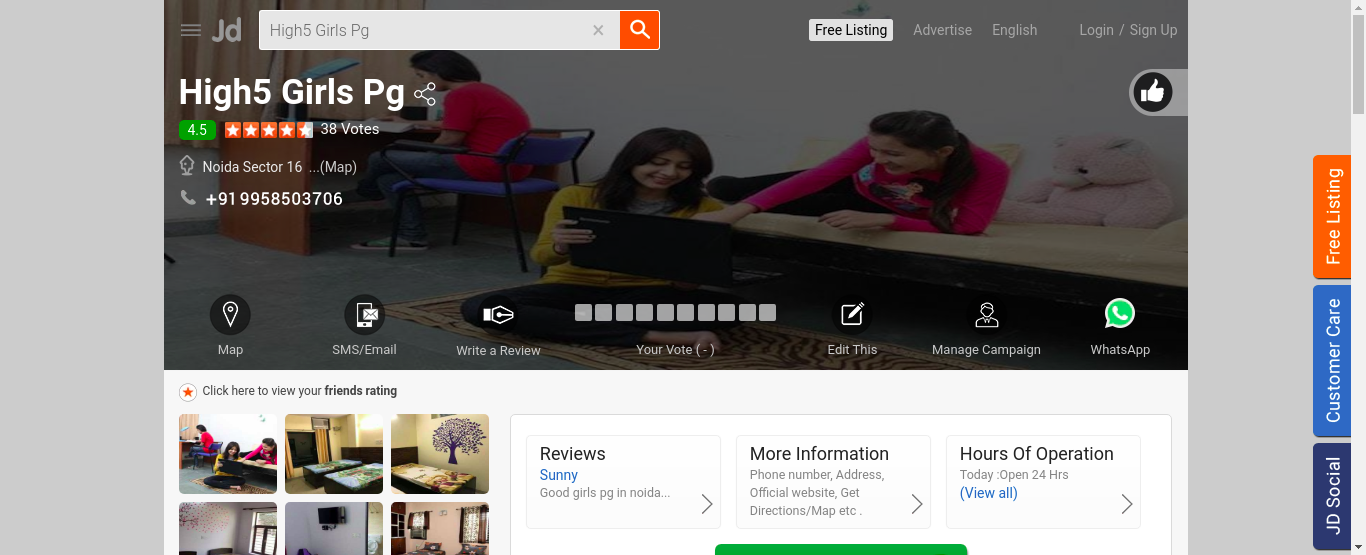 Jd
High5 Girls Pg
Free Listing
Advertise
English
Login / Sign Up
High5 Girls Pg
4.5
38 Votes
Noida Sector 16 ...(Map)
+91 9958503706
Map
SMS/Email
Write a Review
Your Vote ( - )
Edit This
Manage Campaign
WhatsApp
Click here to view your friends rating
Reviews
Sunny
Good girls pg in noida...
More Information
Phone number, Address,
Official website, Get
Directions/Map etc .
Hours Of Operation
Today :Open 24 Hrs
(View all)
Free Listing
Customer Care
JD Social